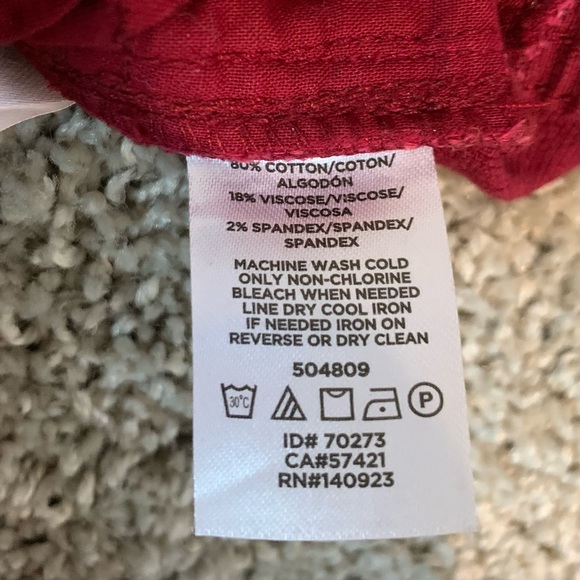 80% COTTON/COTON/
ALGODÓN
18% VISCOSE/VISCOSE/
VISCOSA
2% SPANDEX/SPANDEX/
SPANDEX
MACHINE WASH COLD
ONLY NON-CHLORINE
BLEACH WHEN NEEDED
LINE DRY COOL IRON
IF NEEDED IRON ON
REVERSE OR DRY CLEAN
504809
30°C P
ID# 70273
CA#57421
RN#140923